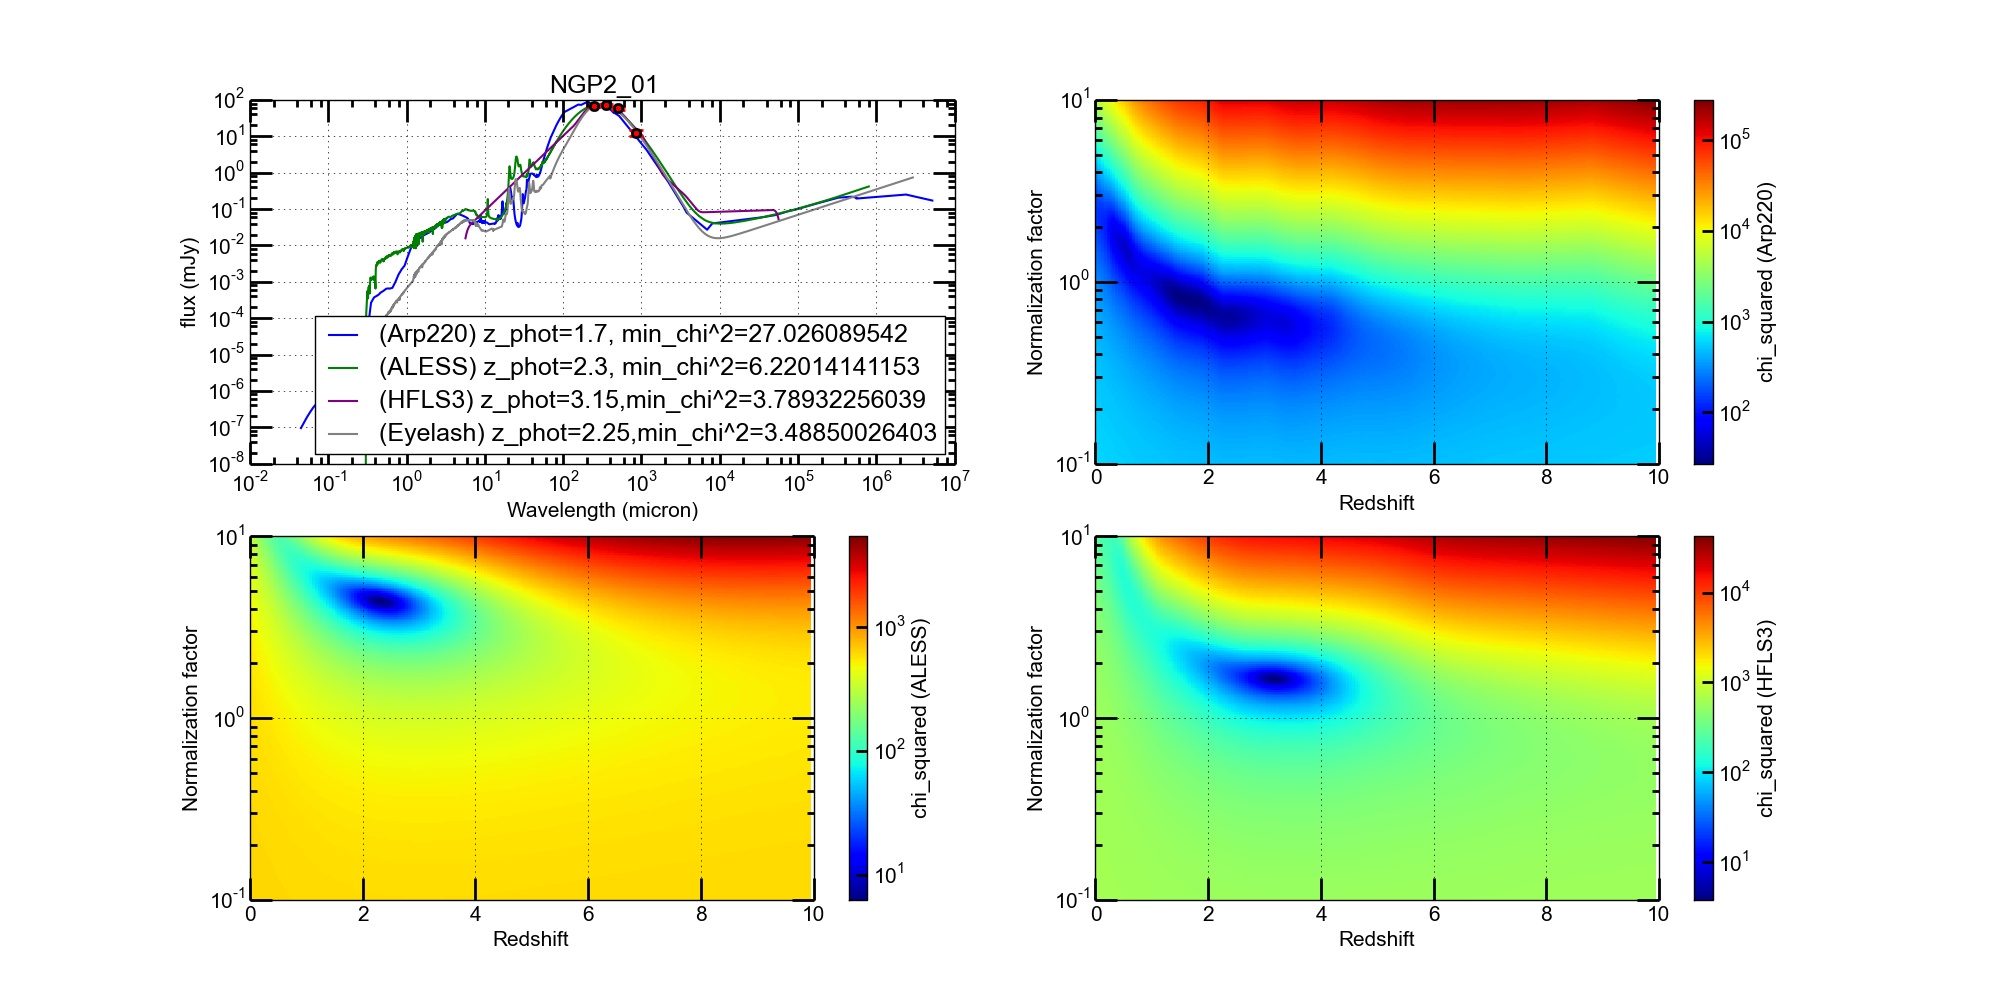 NGP2_01
10^2
10^1
10^0
10^-1
10^-2
10^-3
10^-4
10^-5
10^-6
10^-7
10^-8
flux (mJy)
(Arp220) z_phot=1.7, min_chi^2=27.026089542
(ALESS) z_phot=2.3, min_chi^2=6.22014141153
(HFLS3) z_phot=3.15,min_chi^2=3.78932256039
(Eyelash) z_phot=2.25,min_chi^2=3.48850026403
10^-2 10^-1 10^0 10^1 10^2 10^3 10^4 10^5 10^6 10^7
Wavelength (micron)
10^1
10^0
10^-1
Normalization factor
0 2 4 6 8 10
Redshift
10^5
10^4
10^3
10^2
chi_squared (Arp220)
10^1
10^0
10^-1
Normalization factor
0 2 4 6 8 10
Redshift
10^3
10^2
10^1
chi_squared (ALESS)
10^1
10^0
10^-1
Normalization factor
0 2 4 6 8 10
Redshift
10^4
10^3
10^2
10^1
chi_squared (HFLS3)